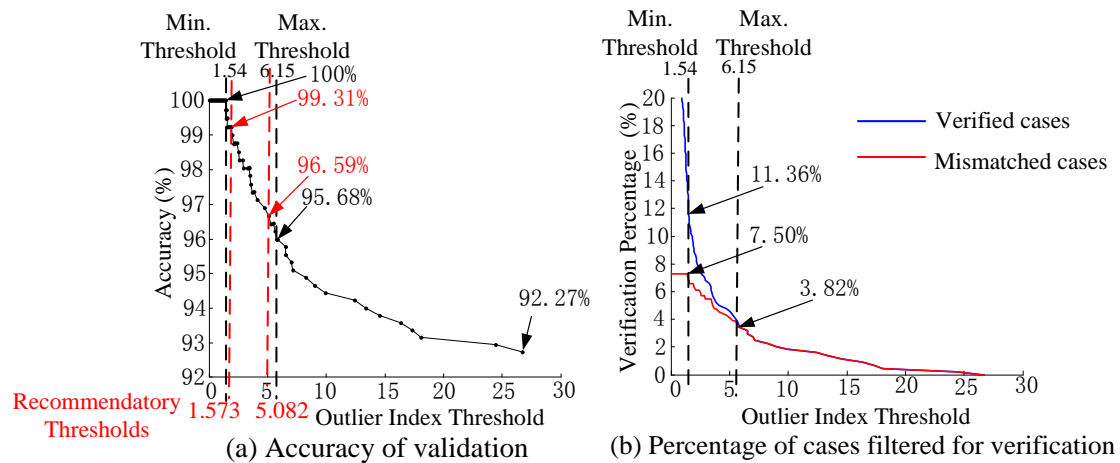 Min.
Threshold
1.54
Max.
Threshold
6.15
100%
99.31%
96.59%
95.68%
92.27%
Accuracy (%)
100
99
98
97
96
95
94
93
92
0
5
10
15
20
25
30
Outlier Index Threshold
Recommendatory
Thresholds
1.573
5.082
(a) Accuracy of validation
Min.
Threshold
1.54
Max.
Threshold
6.15
Verified cases
Mismatched cases
11.36%
7.50%
3.82%
Verification Percentage (%)
20
18
16
14
12
10
8
6
4
2
0
0
5.
10
15
20
25
30
Outlier Index Threshold
(b) Percentage of cases filtered for verification